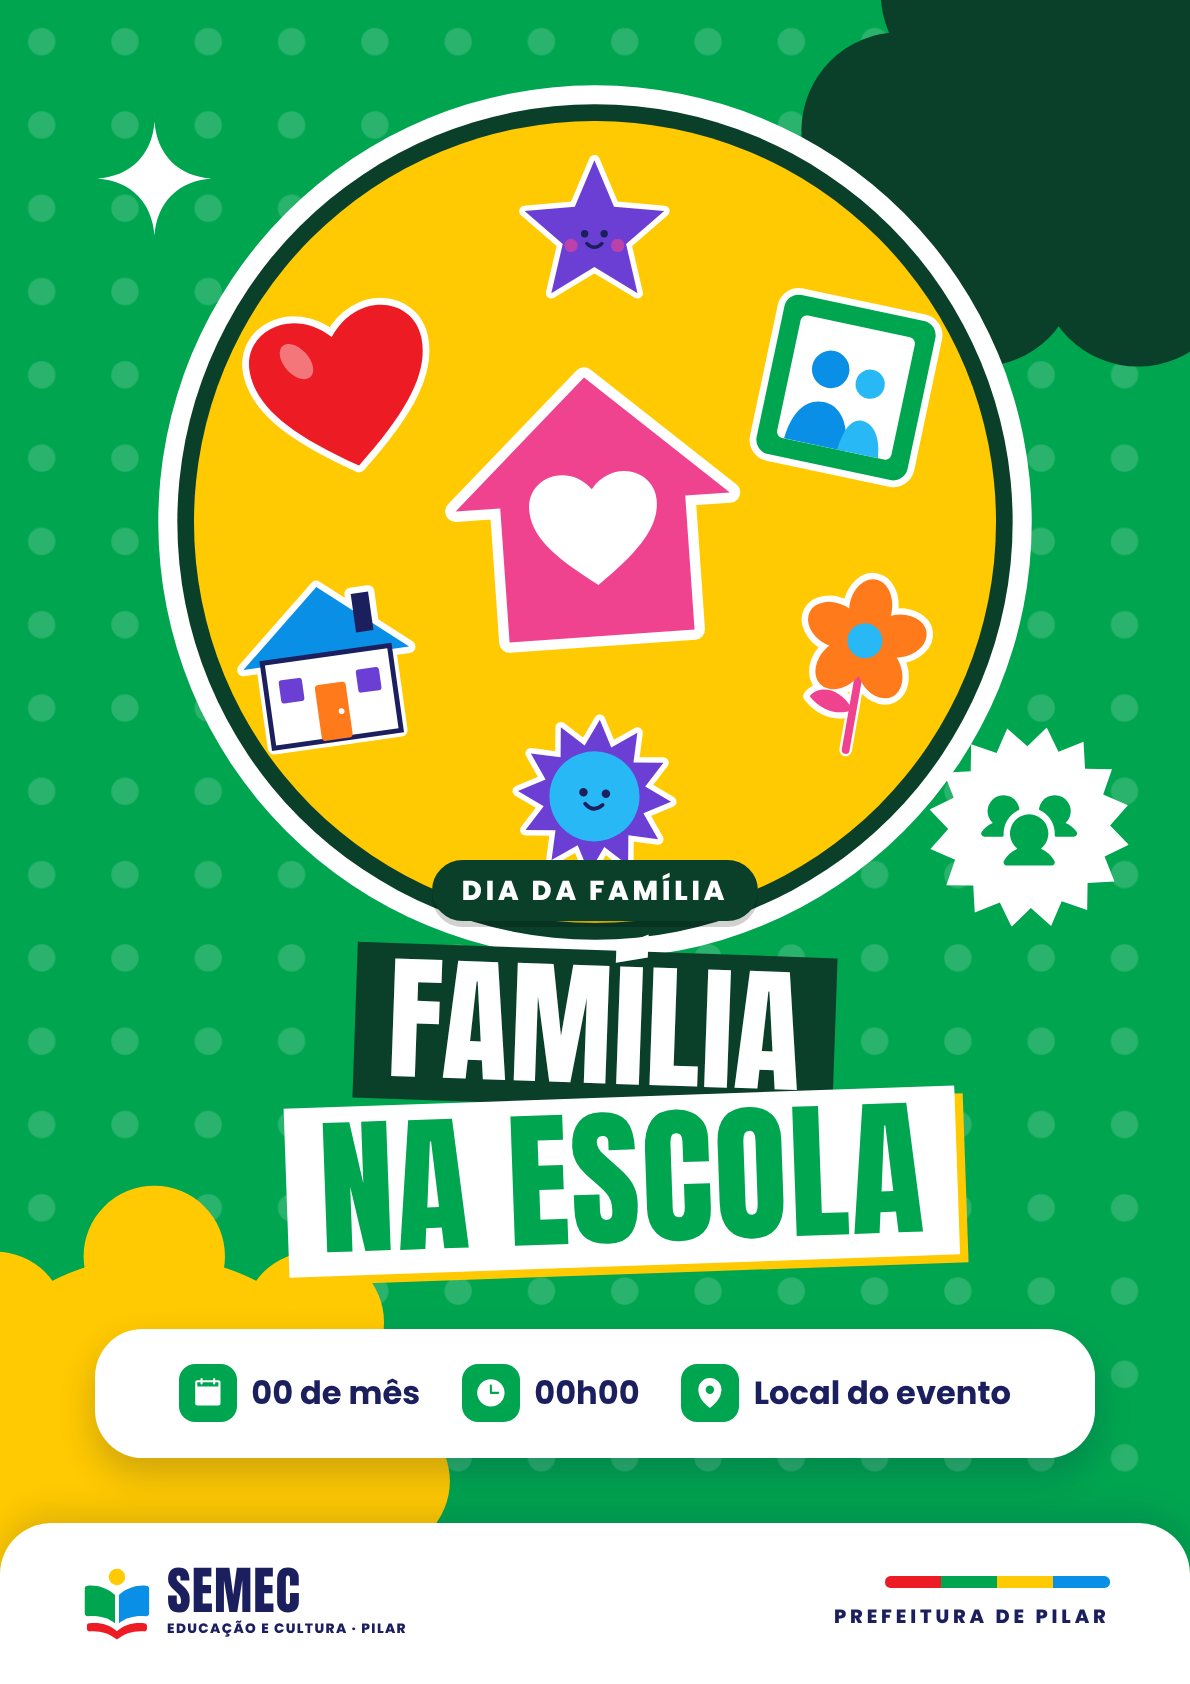 DIA DA FAMÍLIA
FAMÍLIA
NA ESCOLA
00 de mês 00h00 Local do evento
SEMEC
EDUCAÇÃO E CULTURA · PILAR
PREFEITURA DE PILAR